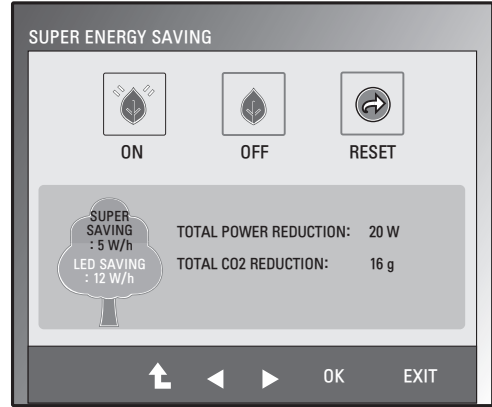 SUPER ENERGY SAVING
ON OFF RESET
SUPER
SAVING
: 5 W/h
LED SAVING
: 12 W/h
TOTAL POWER REDUCTION: 20 W
TOTAL CO2 REDUCTION: 16 g
OK EXIT